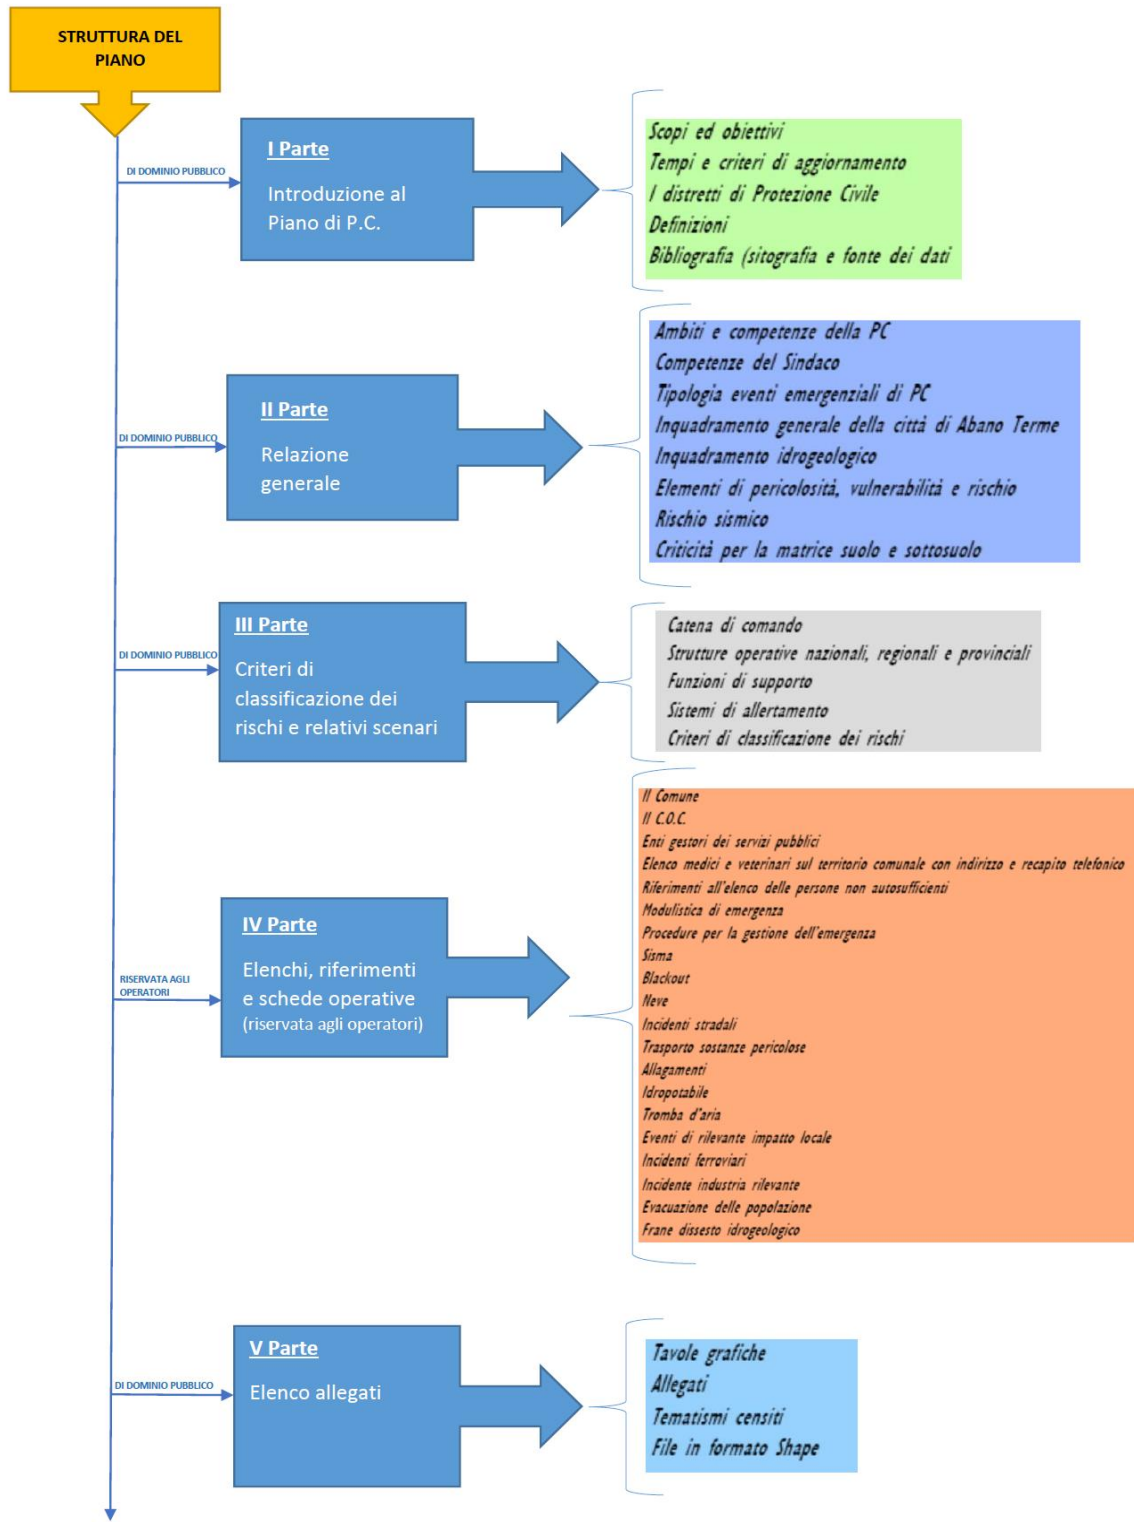 STRUTTURA DEL
PIANO
DI DOMINIO PUBBLICO
I Parte
Introduzione al
Piano di P.C.
Scopi ed obiettivi
Tempi e criteri di aggiornamento
I distretti di Protezione Civile
Definizioni
Bibliografia (sitografia e fonte dei dati
DI DOMINIO PUBBLICO
II Parte
Relazione
generale
Ambiti e competenze della PC
Competenze del Sindaco
Tipologia eventi emergenziali di PC
Inquadramento generale della città di Abano Terme
Inquadramento idrogeologico
Elementi di pericolosità, vulnerabilità e rischio
Rischio sismico
Criticità per la matrice suolo e sottosuolo
DI DOMINIO PUBBLICO
III Parte
Criteri di
classificazione dei
rischi e relativi scenari
Catena di comando
Strutture operative nazionali, regionali e provinciali
Funzioni di supporto
Sistemi di allertamento
Criteri di classificazione dei rischi
RISERVATA AGLI
OPERATORI
IV Parte
Elenchi, riferimenti
e schede operative
(riservata agli operatori)
Il Comune
Il C.O.C.
Enti gestori dei servizi pubblici
Elenco medici e veterinari sul territorio comunale con indirizzo e recapito telefonico
Riferimenti all'elenco delle persone non autosufficienti
Modulistica di emergenza
Procedure per la gestione dell'emergenza
Sisma
Blackout
Neve
Incidenti stradali
Trasporto sostanze pericolose
Allagamenti
Idropotabile
Tromba d'aria
Eventi di rilevante impatto locale
Incidenti ferroviari
Incidente industria rilevante
Evacuazione delle popolazione
Frane dissesto idrogeologico
DI DOMINIO PUBBLICO
V Parte
Elenco allegati
Tavole grafiche
Allegati
Tematismi censiti
File in formato Shape